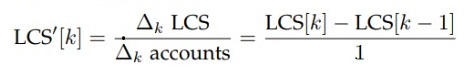 LCS′[k] = Δₖ LCS / Δₖ accounts = LCS[k] − LCS[k − 1] / 1